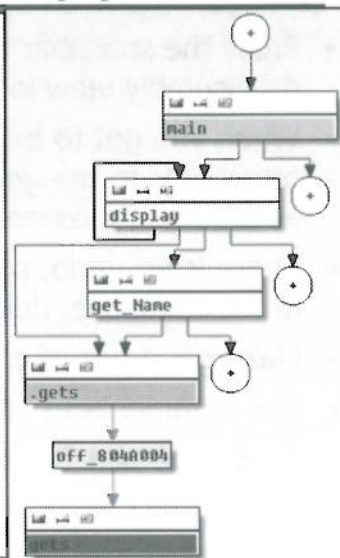 main
display
get_Name
.gets
off_804A004
gets